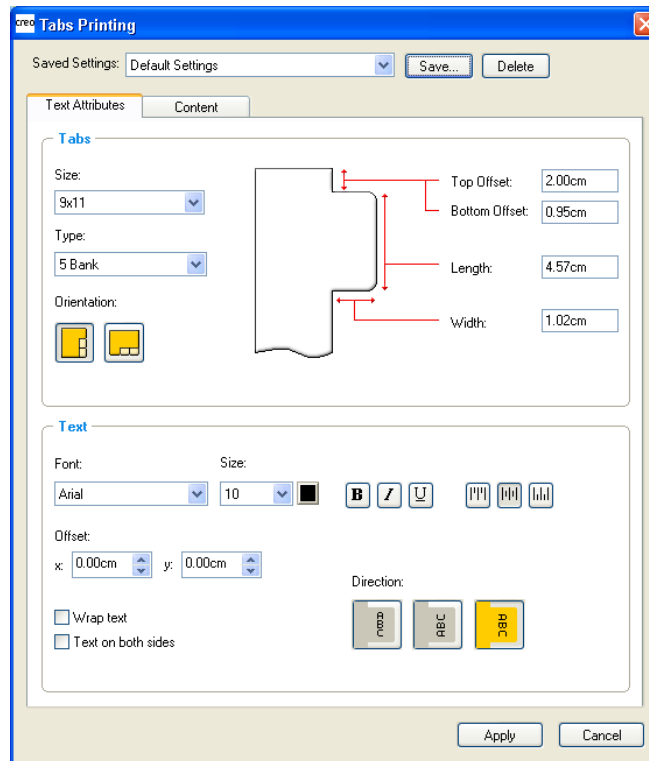 creo Tabs Printing
Saved Settings: Default Settings Save... Delete
Text Attributes Content
Tabs
Size:
9x11
Type:
5 Bank
Orientation:
Top Offset: 2.00cm
Bottom Offset: 0.95cm
Length: 4.57cm
Width: 1.02cm
Text
Font: Size:
Arial 10 B I U
Offset:
x: 0.00cm y: 0.00cm
Direction:
Wrap text
Text on both sides
ABC ABC ABC
Apply Cancel